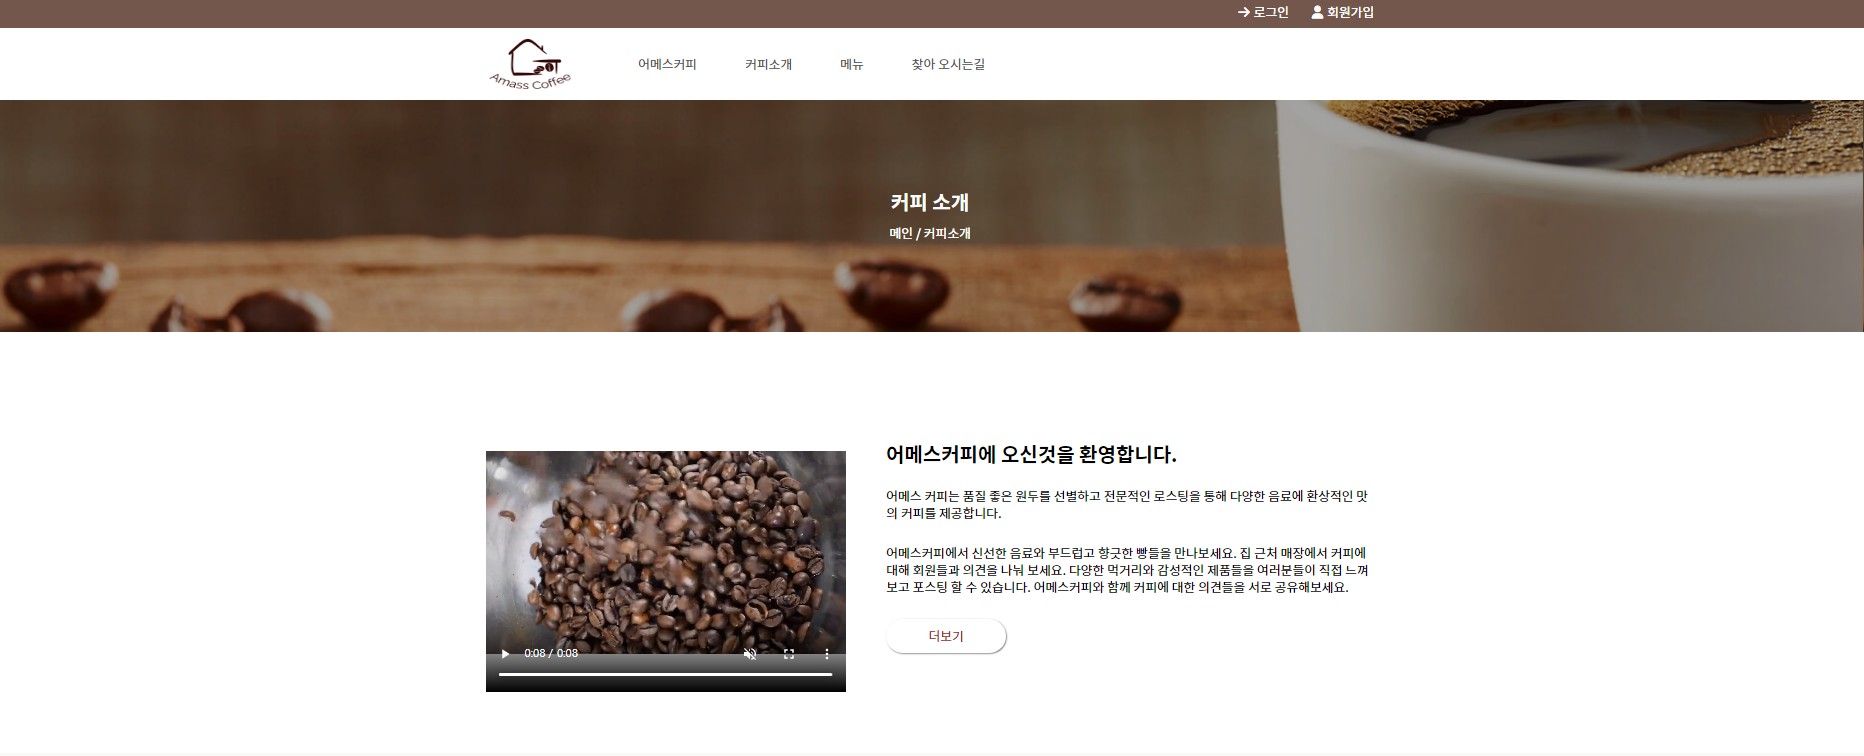 로그인 회원가입
Amass Coffee
어메스커피 커피소개 메뉴 찾아 오시는길
커피 소개
메인 / 커피소개
어메스커피에 오신것을 환영합니다.
어메스 커피는 품질 좋은 원두를 선별하고 전문적인 로스팅을 통해 다양한 음료에 환상적인 맛
의 커피를 제공합니다.
어메스커피에서 신선한 음료와 부드럽고 향긋한 빵들을 만나보세요. 집 근처 매장에서 커피에
대해 회원들과 의견을 나눠 보세요. 다양한 먹거리와 감성적인 제품들을 여러분들이 직접 느껴
보고 포스팅 할 수 있습니다. 어메스커피와 함께 커피에 대한 의견들을 서로 공유해보세요.
더보기
0:08 / 0:08